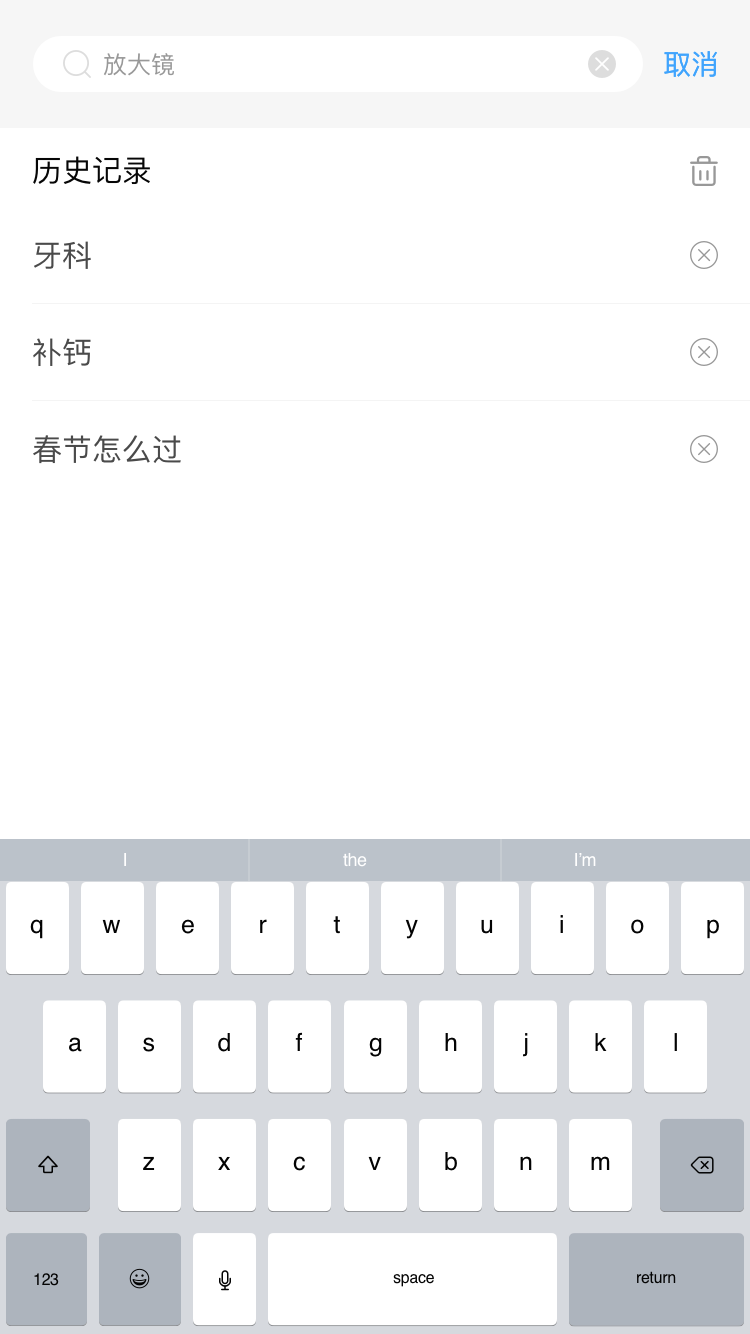 放大镜 取消
历史记录
牙科
补钙
春节怎么过
I the I'm
q w e r t y u i o p
a s d f g h j k l
z x c v b n m
123 space return